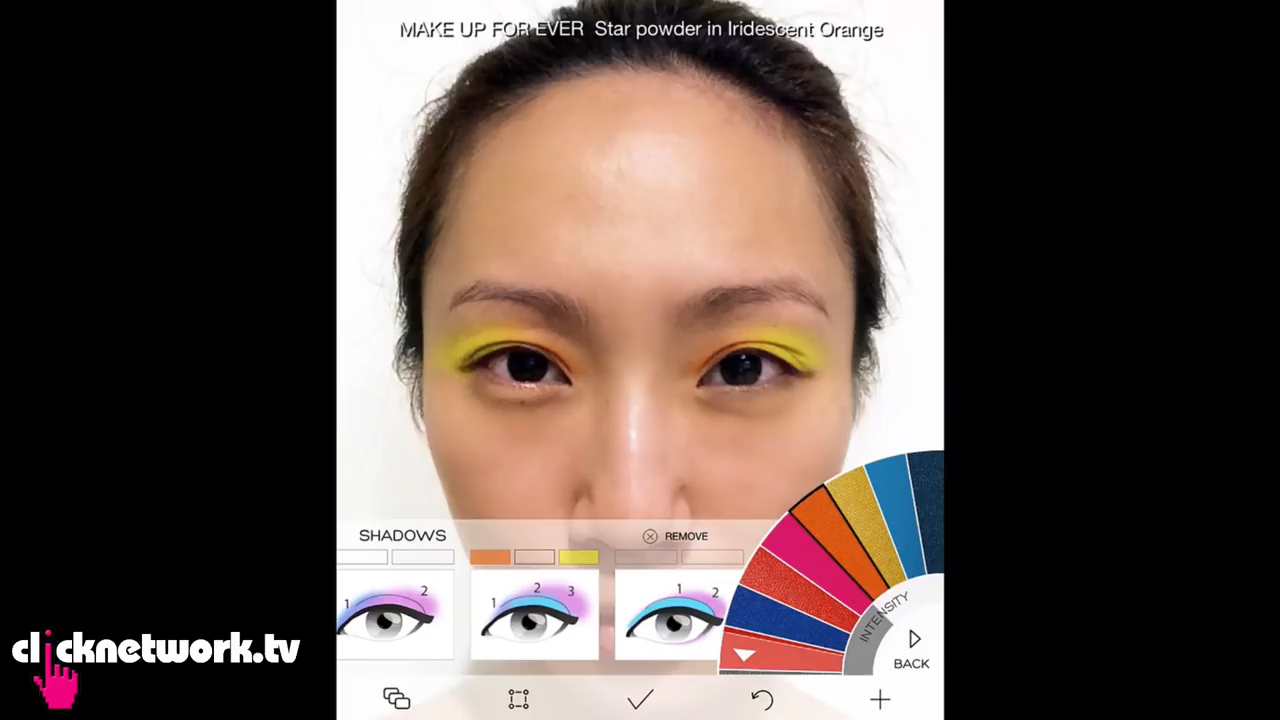 MAKE UP FOR EVER Star powder in Iridescent Orange
SHADOWS
REMOVE
1 2
1 2 3
1 2
INTENSITY
BACK
clicknetwork.tv